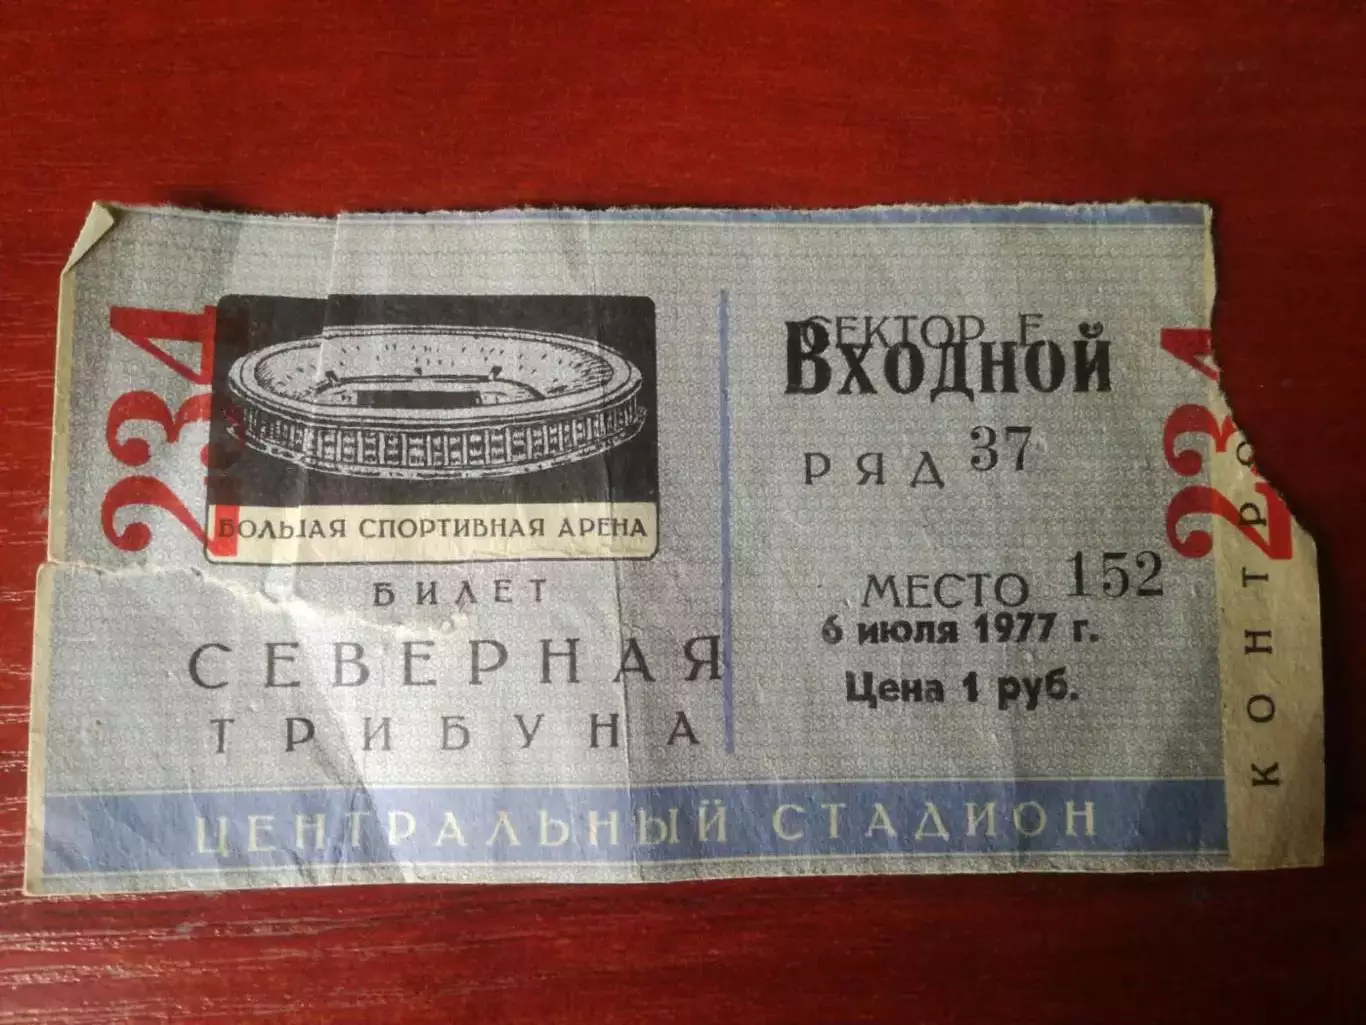 234
БОЛЬШАЯ СПОРТИВНАЯ АРЕНА
БИЛЕТ
СЕВЕРНАЯ
ТРИБУНА
СЕКТОР Е
Входной
РЯД 37
МЕСТО 152
6 июля 1977 г.
Цена 1 руб.
234
ЦЕНТРАЛЬНЫЙ СТАДИОН
КОНТРО